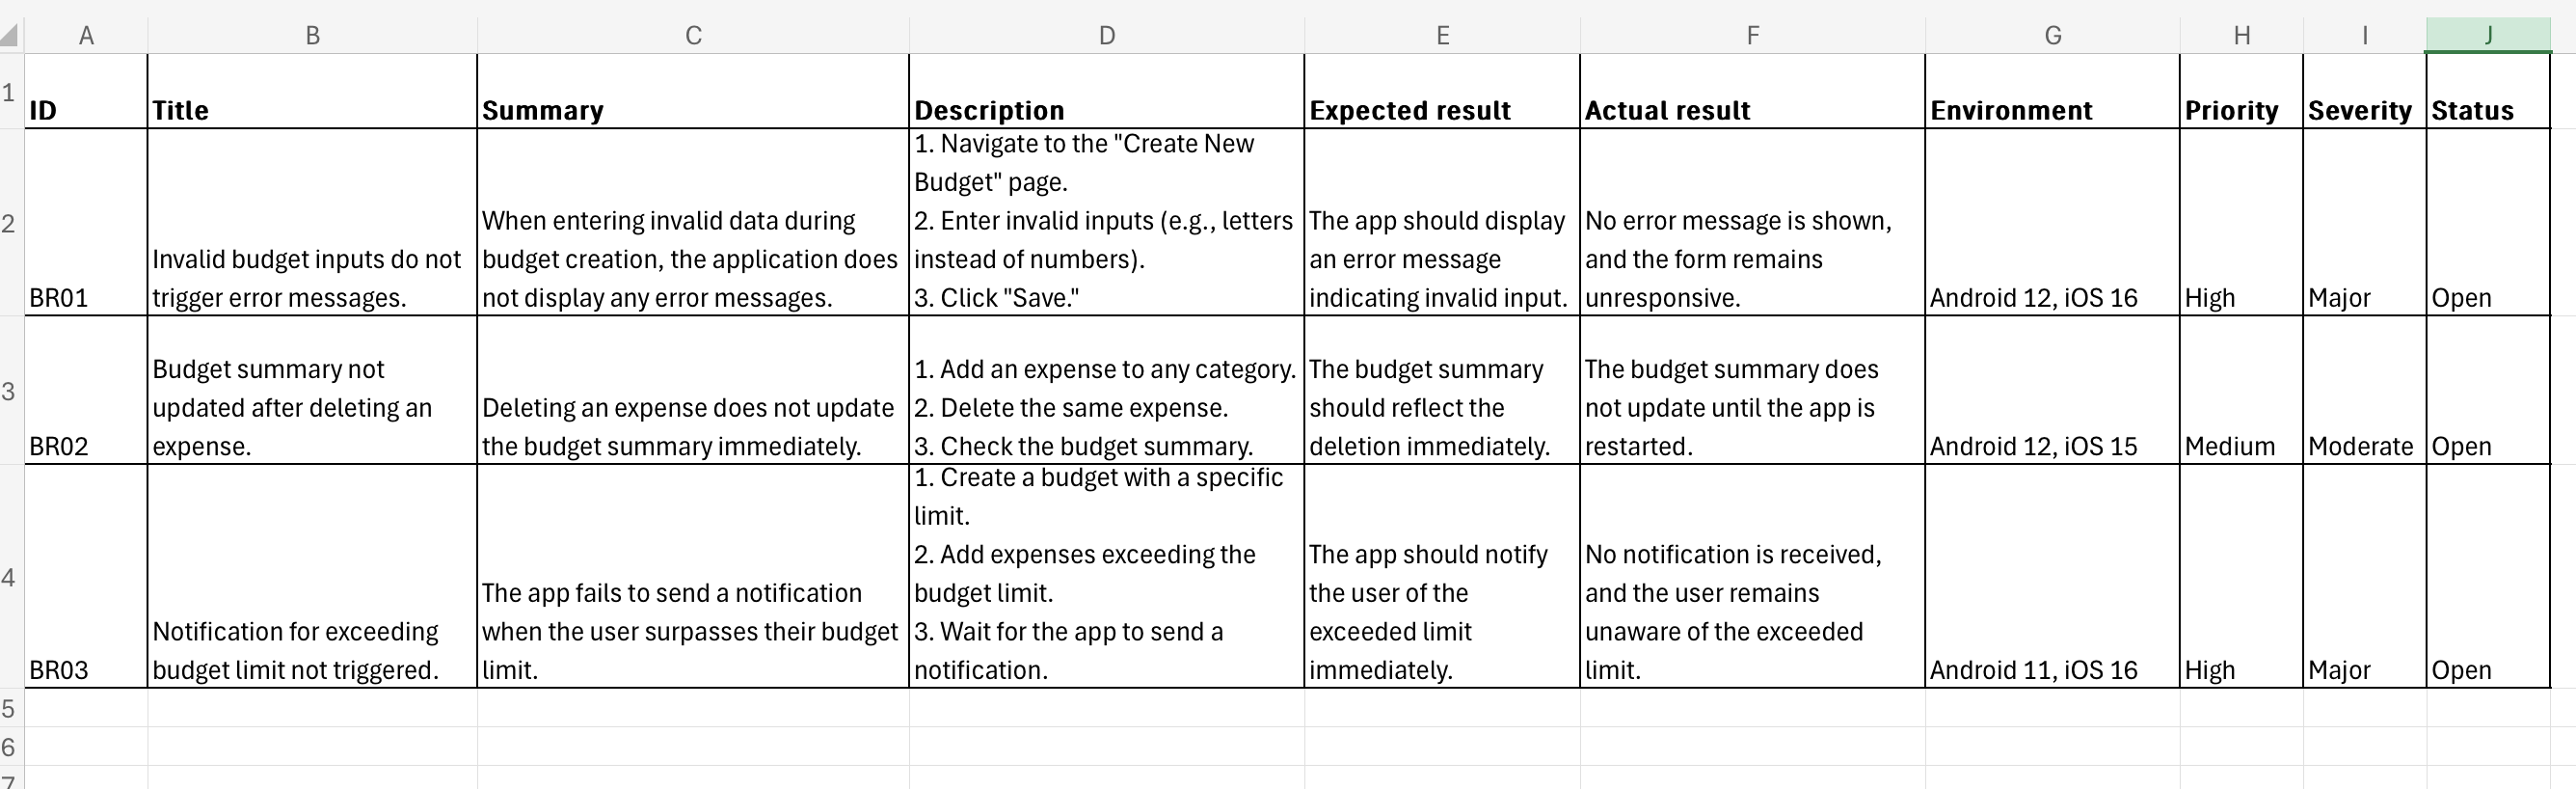 A B C D E F G H I J
1 ID Title Summary Description Expected result Actual result Environment Priority Severity Status
2
BR01
Invalid budget inputs do not
trigger error messages.
When entering invalid data during
budget creation, the application does
not display any error messages.
1. Navigate to the "Create New
Budget" page.
2. Enter invalid inputs (e.g., letters
instead of numbers).
3. Click "Save."
The app should display
an error message
indicating invalid input.
No error message is shown,
and the form remains
unresponsive.
Android 12, iOS 16
High
Major
Open
3
BR02
Budget summary not
updated after deleting an
expense.
Deleting an expense does not update
the budget summary immediately.
1. Add an expense to any category.
2. Delete the same expense.
3. Check the budget summary.
The budget summary
should reflect the
deletion immediately.
The budget summary does
not update until the app is
restarted.
Android 12, iOS 15
Medium
Moderate
Open
4
BR03
Notification for exceeding
budget limit not triggered.
The app fails to send a notification
when the user surpasses their budget
limit.
1. Create a budget with a specific
limit.
2. Add expenses exceeding the
budget limit.
3. Wait for the app to send a
notification.
The app should notify
the user of the
exceeded limit
immediately.
No notification is received,
and the user remains
unaware of the exceeded
limit.
Android 11, iOS 16
High
Major
Open
5
6
7